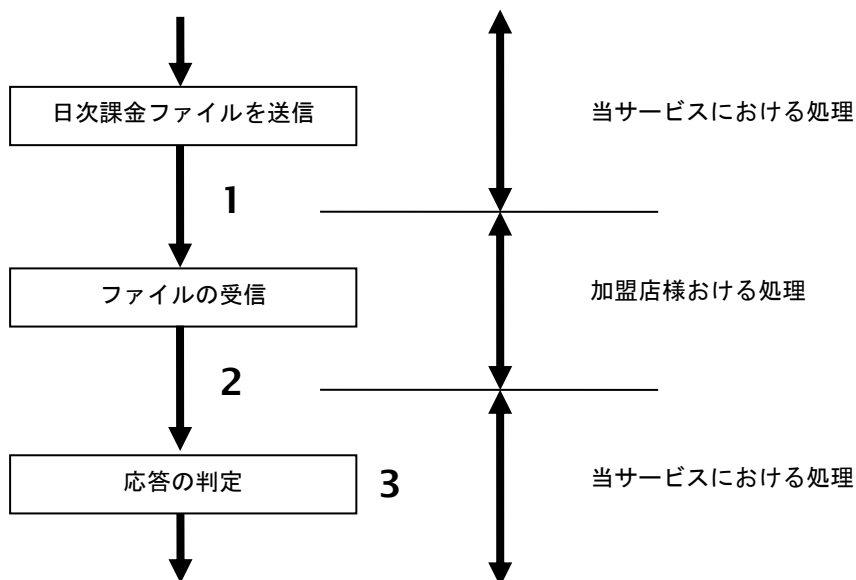 日次課金ファイルを送信
当サービスにおける処理
1
ファイルの受信
加盟店様おける処理
2
応答の判定
3
当サービスにおける処理